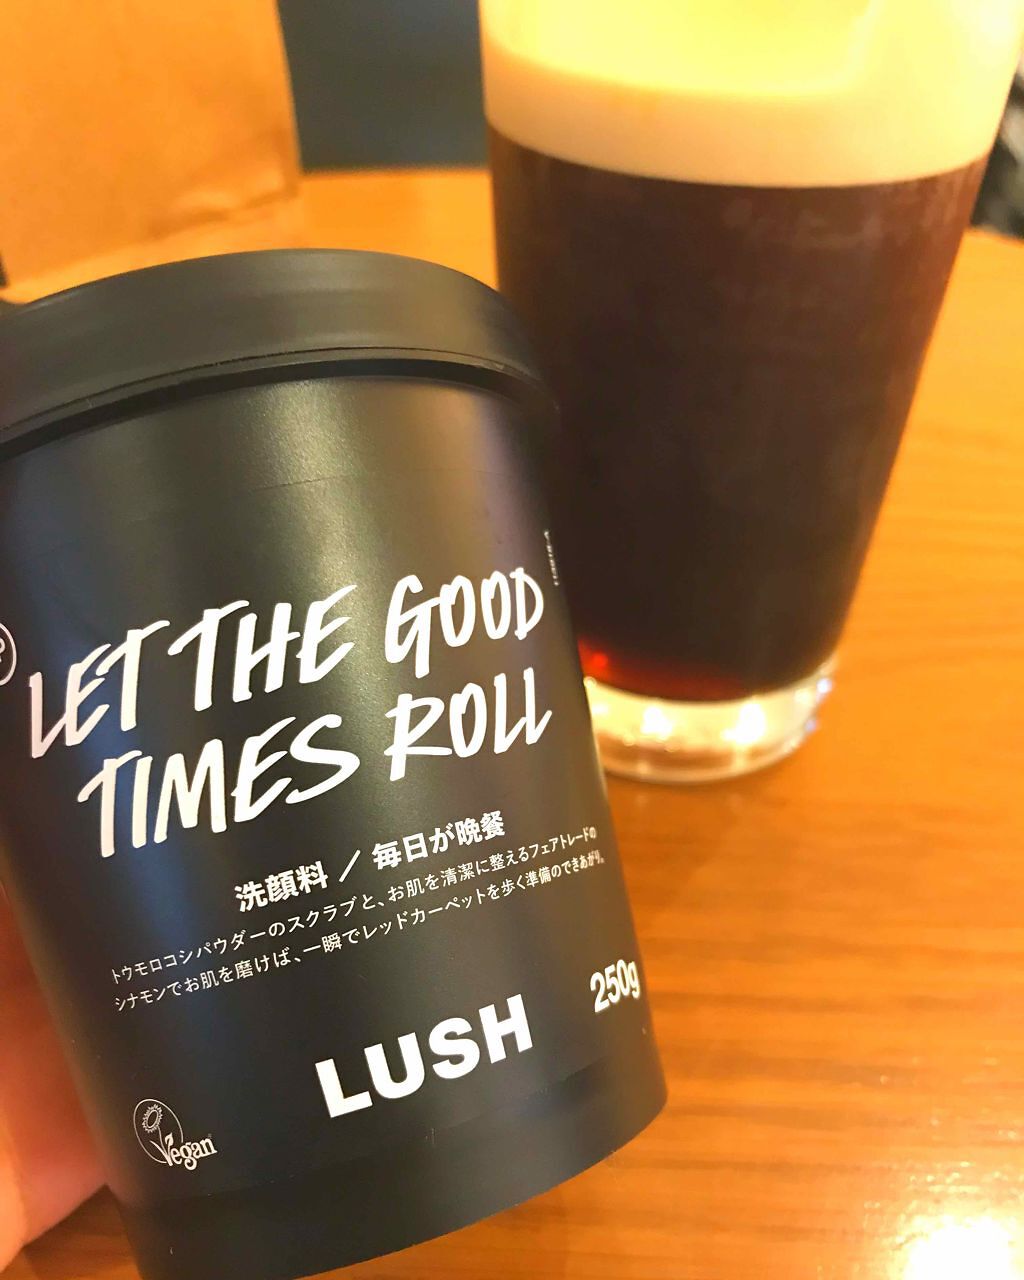 LET THE GOOD
TIMES ROLL
洗顔料 / 毎日が晩餐
トウモロコシパウダーのスクラブと、お肌を清潔に整えるフェアトレードの
シナモンでお肌を磨けば、一瞬でレッドカーペットを歩く準備のできあがり。
250g
LUSH
Vegan